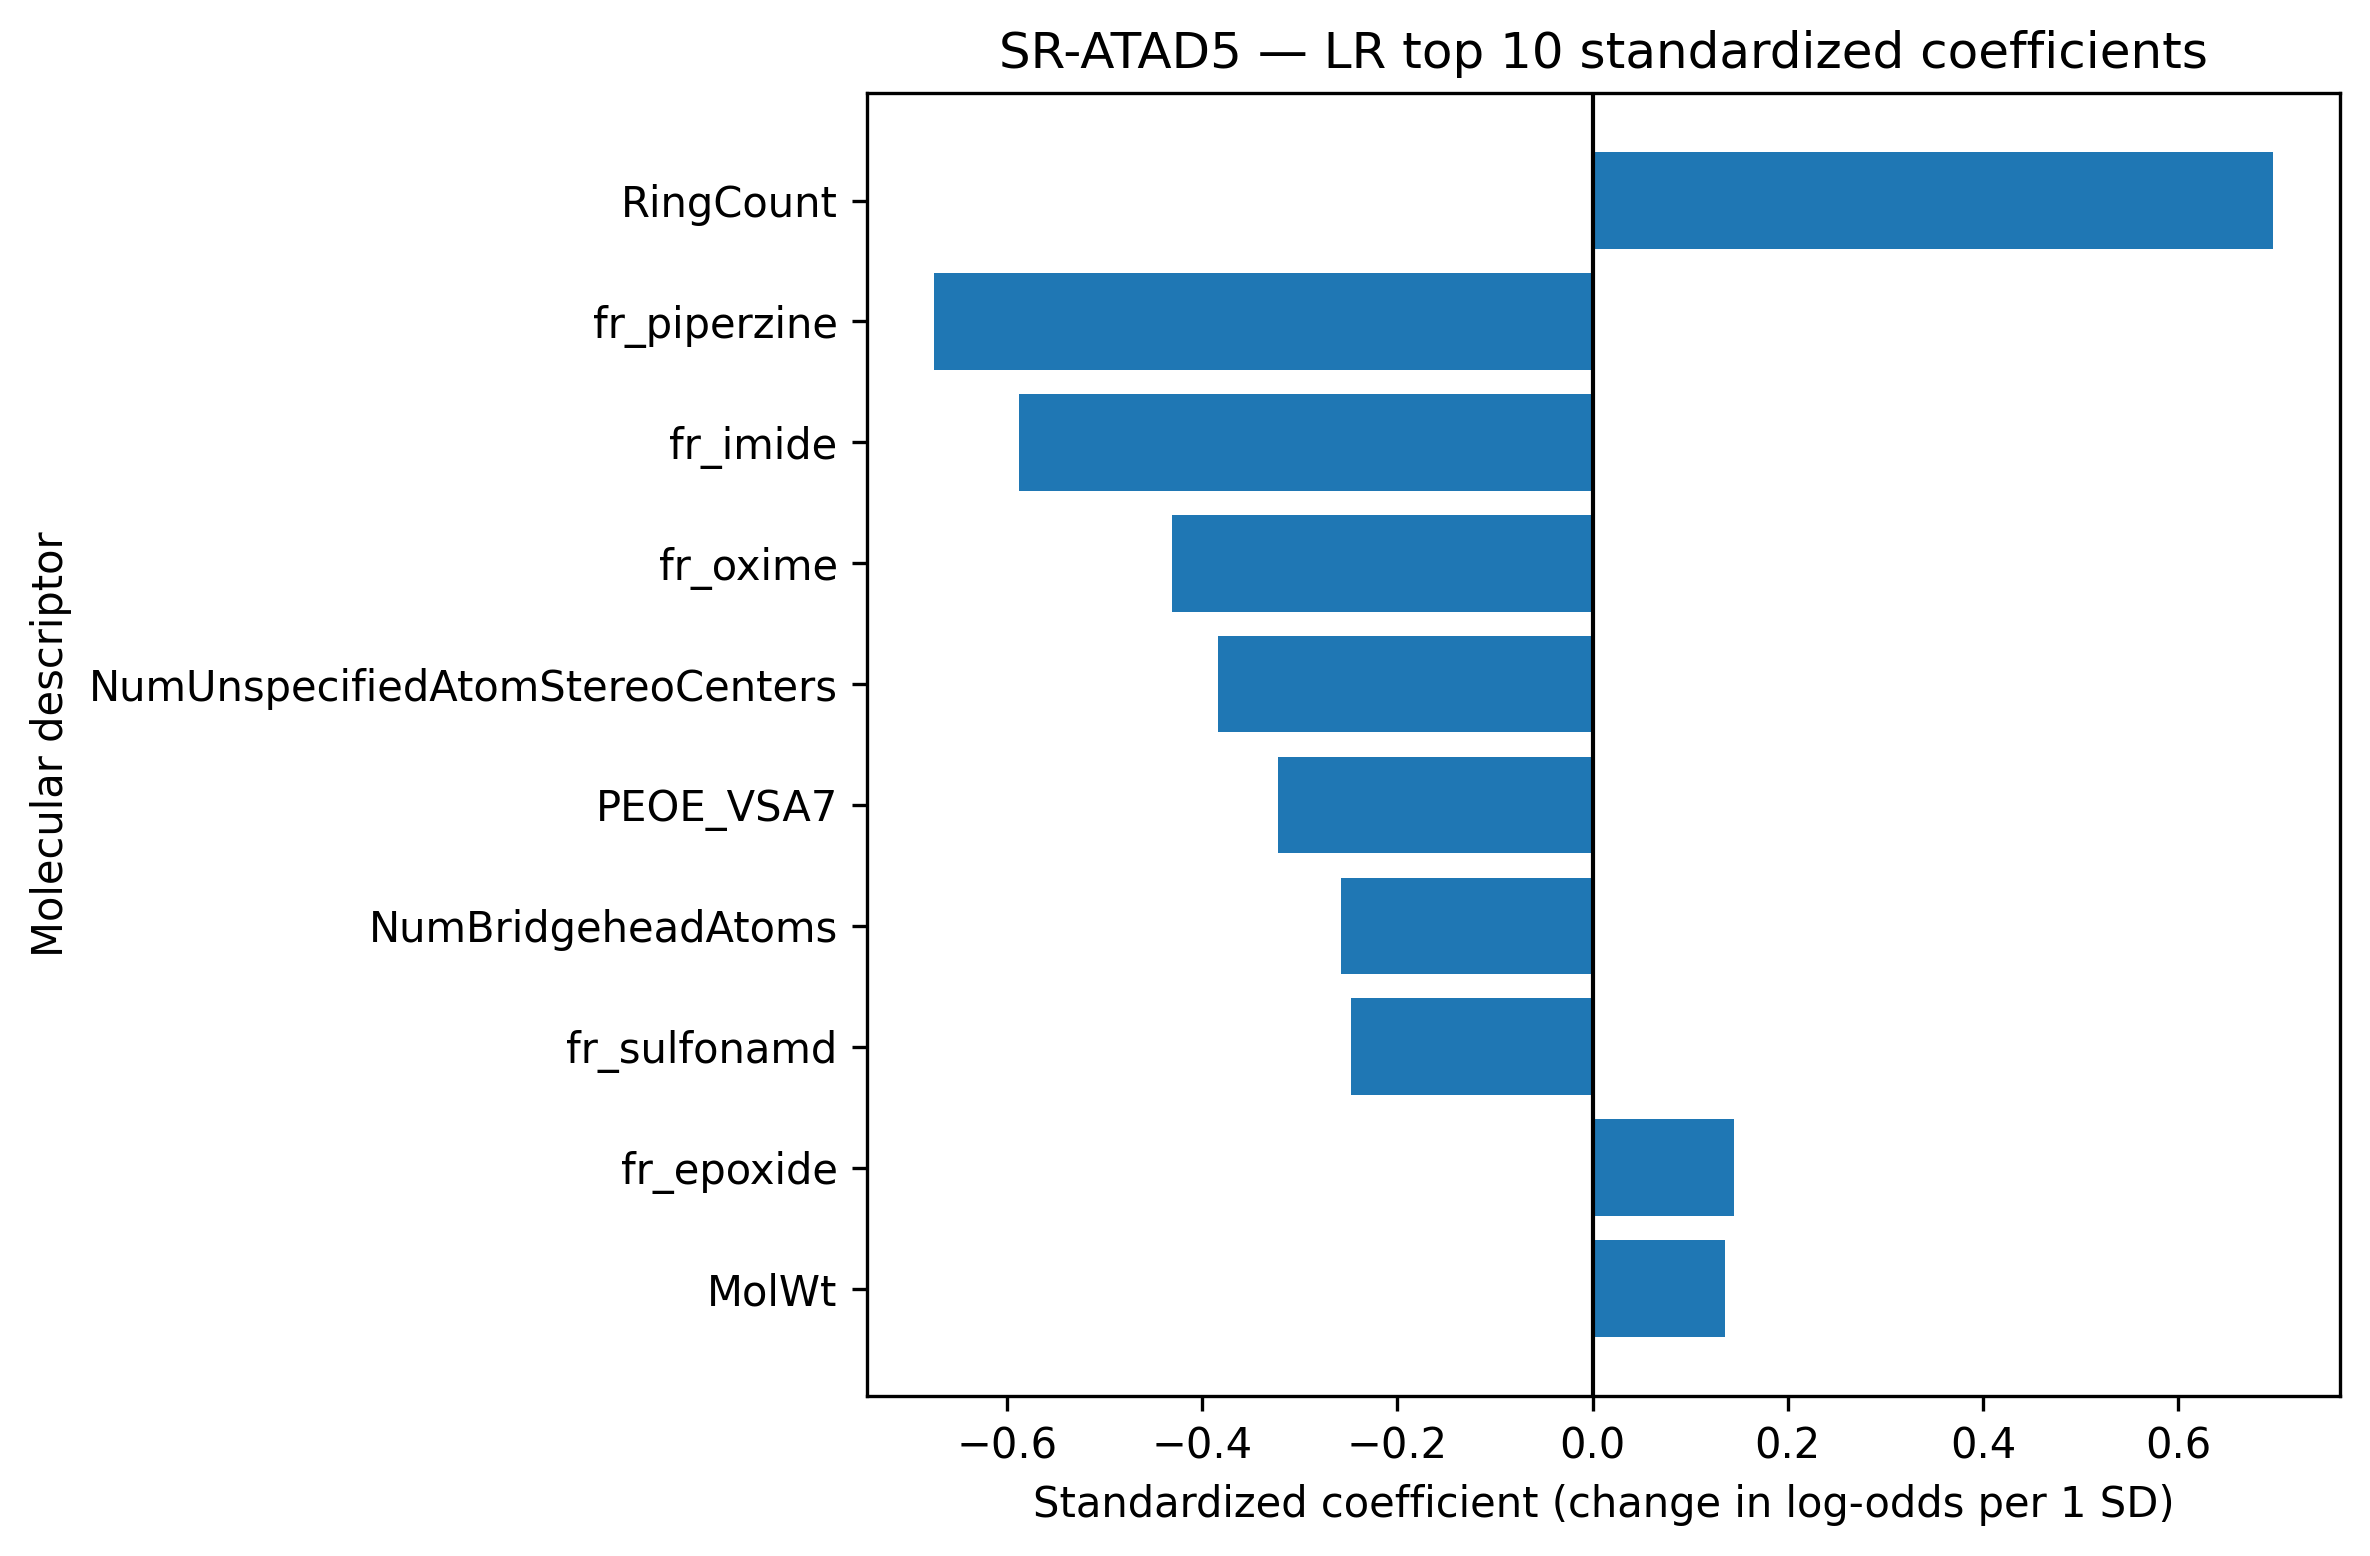 SR-ATAD5 — LR top 10 standardized coefficients
Molecular descriptor
RingCount
fr_piperzine
fr_imide
fr_oxime
NumUnspecifiedAtomStereoCenters
PEOE_VSA7
NumBridgeheadAtoms
fr_sulfonamd
fr_epoxide
MolWt
−0.6 −0.4 −0.2 0.0 0.2 0.4 0.6
Standardized coefficient (change in log-odds per 1 SD)